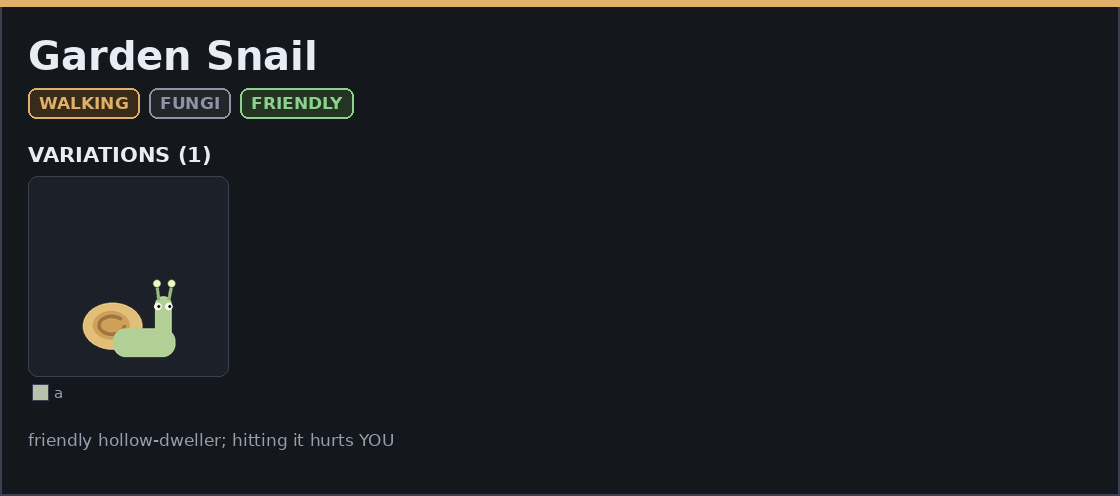 Garden Snail
WALKING FUNGI FRIENDLY
VARIATIONS (1)
a
friendly hollow-dweller; hitting it hurts YOU